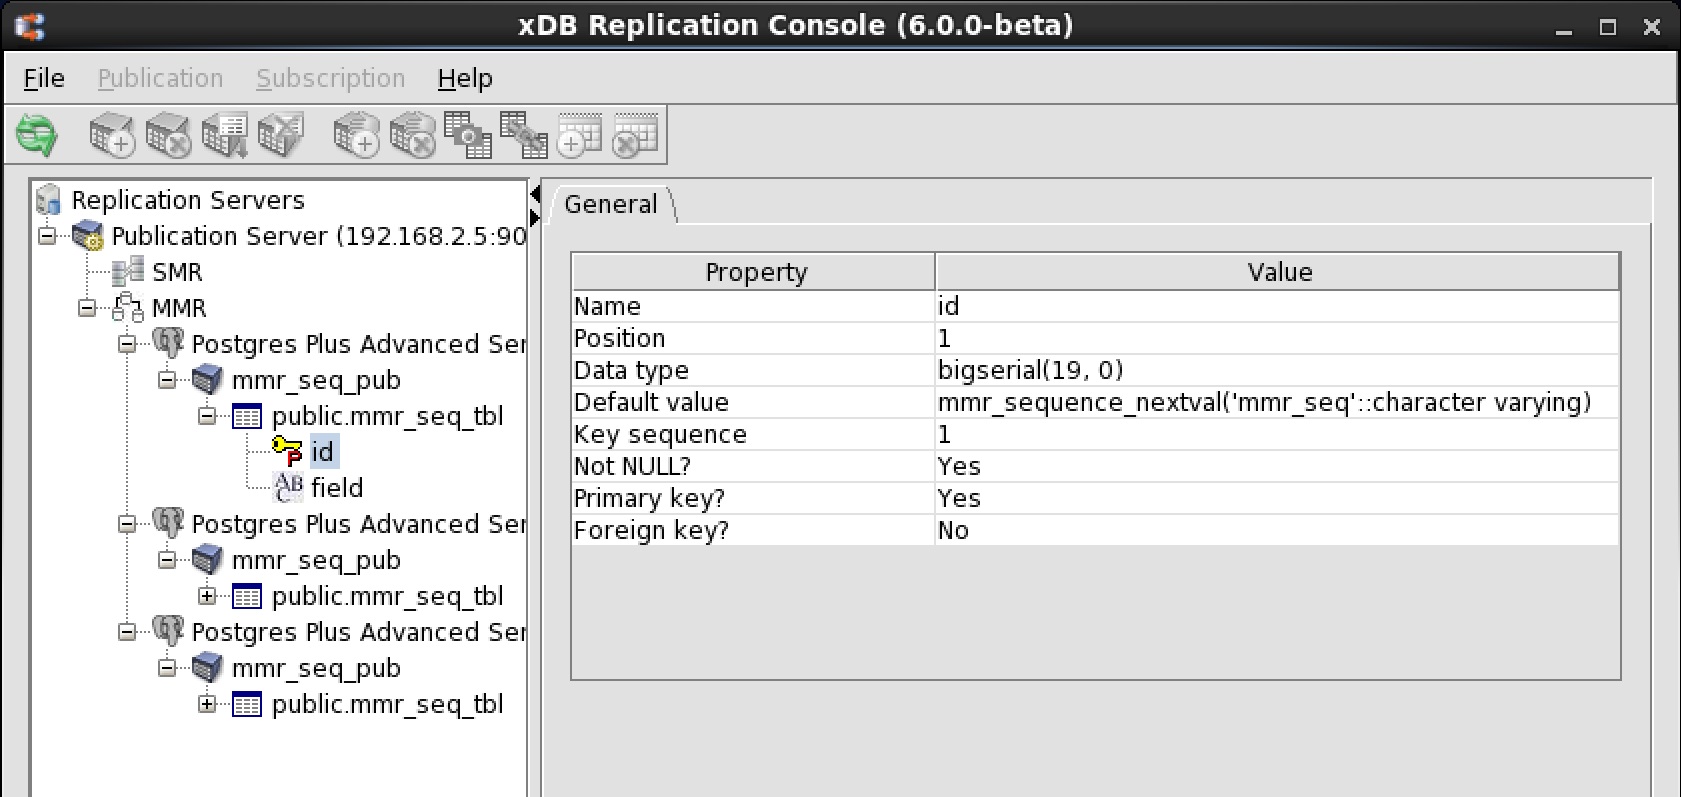 xDB Replication Console (6.0.0-beta)
File Publication Subscription Help
Replication Servers
Publication Server (192.168.2.5:90
SMR
MMR
Postgres Plus Advanced Ser
mmr_seq_pub
public.mmr_seq_tbl
id
field
Postgres Plus Advanced Ser
mmr_seq_pub
public.mmr_seq_tbl
Postgres Plus Advanced Ser
mmr_seq_pub
public.mmr_seq_tbl
General
Property Value
Name id
Position 1
Data type bigserial(19, 0)
Default value mmr_sequence_nextval('mmr_seq'::character varying)
Key sequence 1
Not NULL? Yes
Primary key? Yes
Foreign key? No